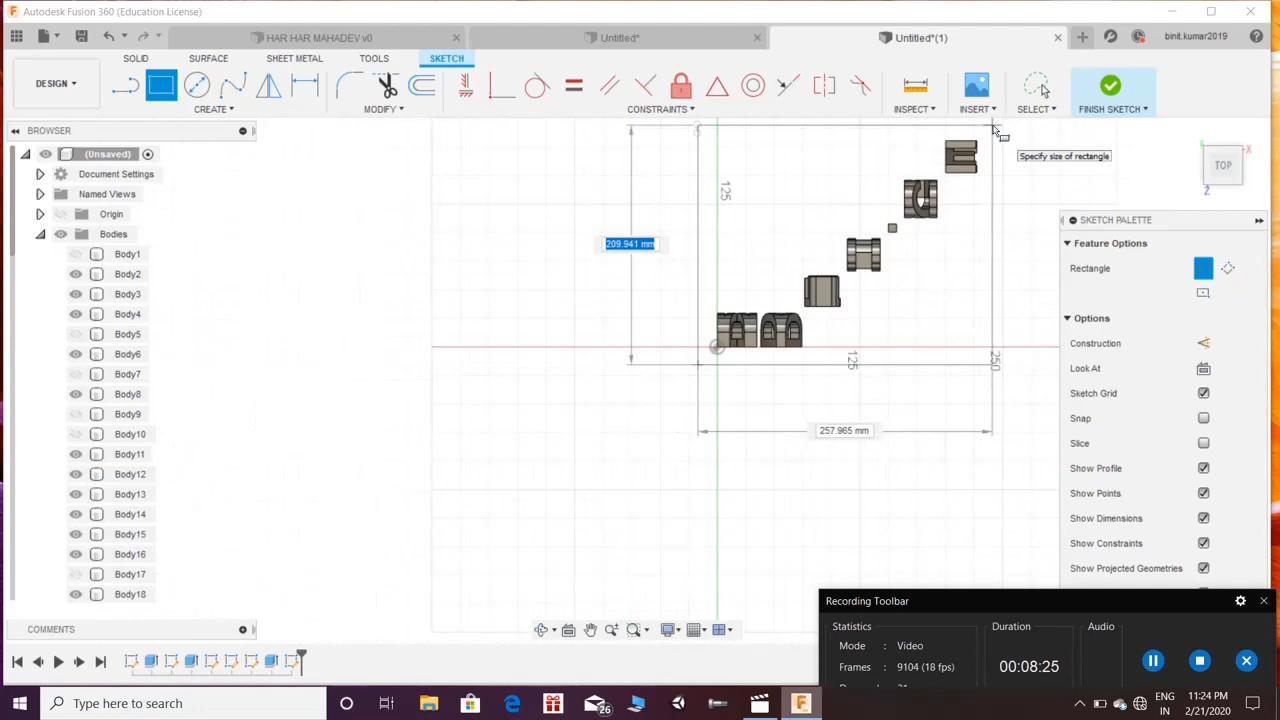 Autodesk Fusion 360 (Education License)
HAR HAR MAHADEV v0
Untitled*
Untitled*(1)
binit.kumar2019
DESIGN
SOLID
SURFACE
SHEET METAL
TOOLS
SKETCH
CREATE
MODIFY
CONSTRAINTS
INSPECT
INSERT
SELECT
FINISH SKETCH
BROWSER
(Unsaved)
Document Settings
Named Views
Origin
Bodies
Body1
Body2
Body3
Body4
Body5
Body6
Body7
Body8
Body9
Body10
Body11
Body12
Body13
Body14
Body15
Body16
Body17
Body18
COMMENTS
125
209.941 mm
125
250
257.965 mm
Specify size of rectangle
TOP
X
Z
SKETCH PALETTE
Feature Options
Rectangle
Options
Construction
Look At
Sketch Grid
Snap
Slice
Show Profile
Show Points
Show Dimensions
Show Constraints
Show Projected Geometries
Recording Toolbar
Statistics
Mode : Video
Frames : 9104 (18 fps)
Duration
00:08:25
Audio
Type here to search
26
ENG
IN
11:24 PM
2/21/2020